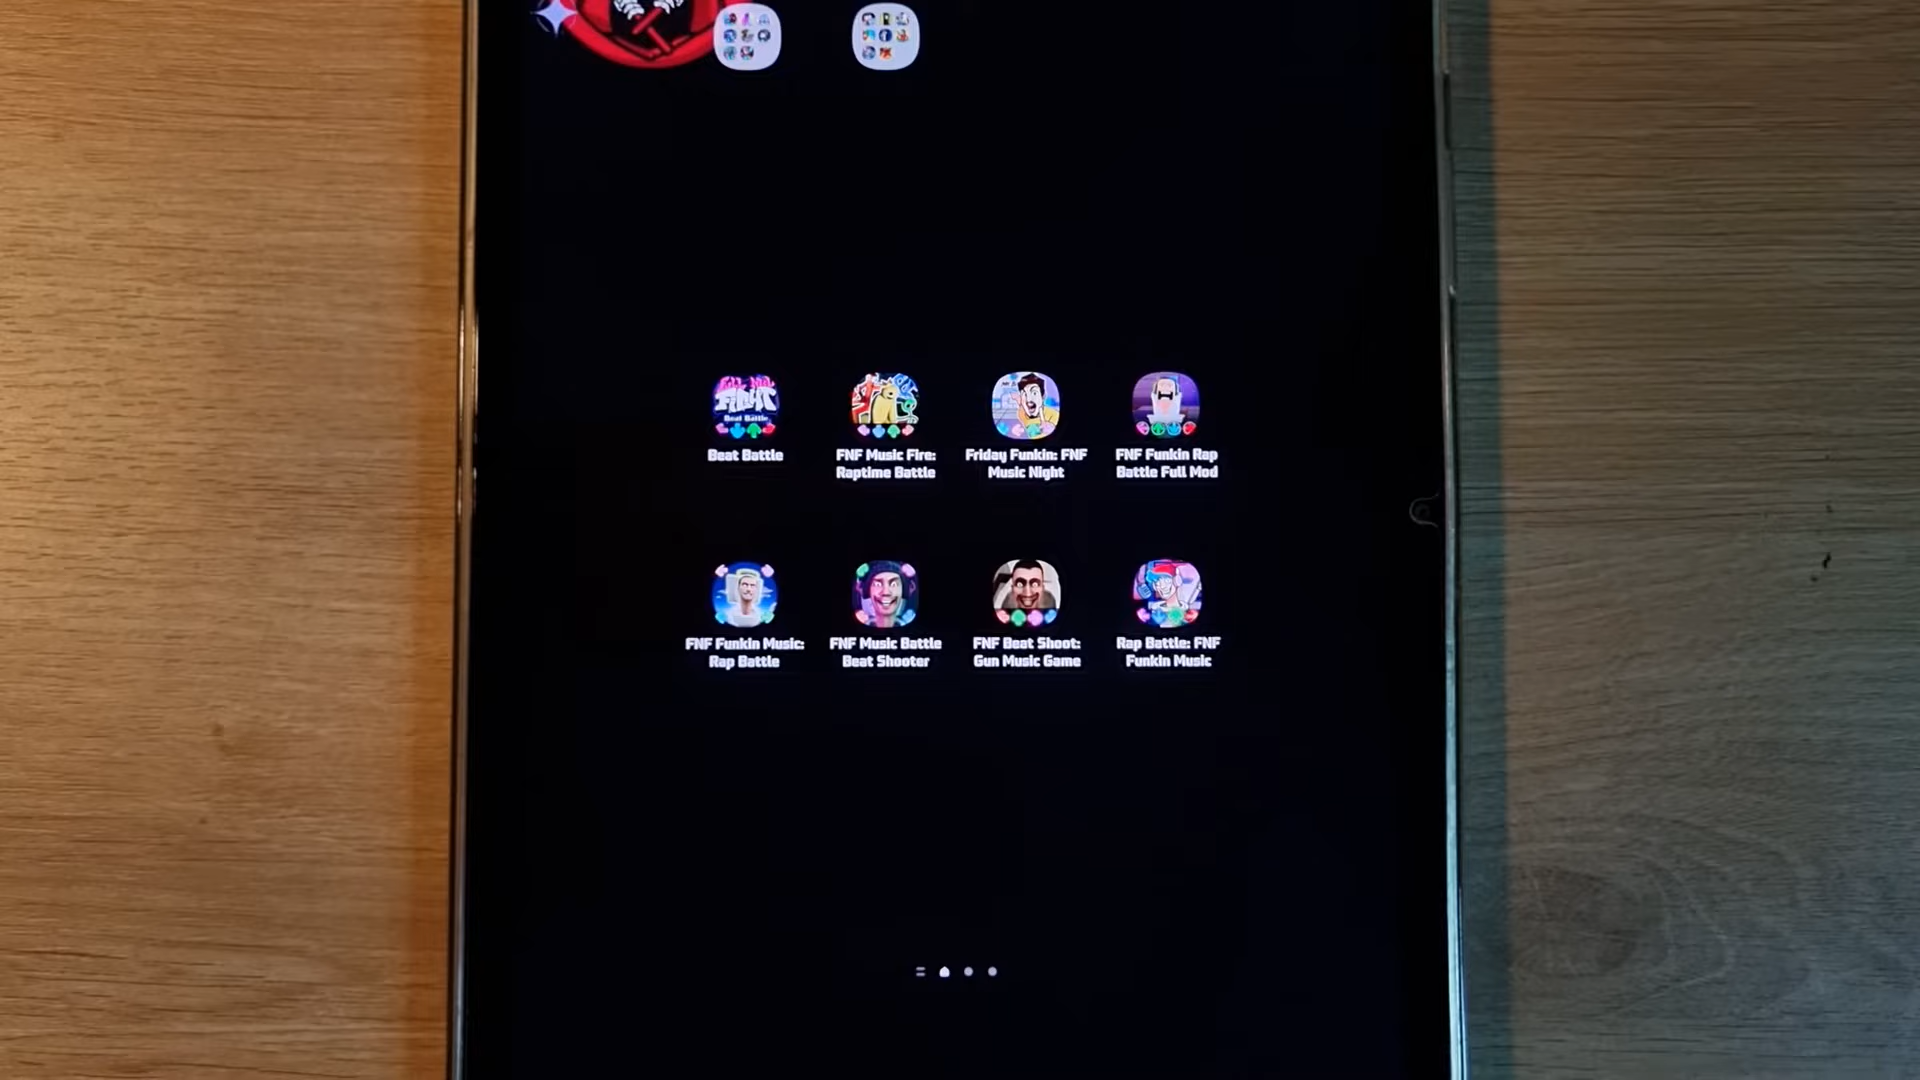 Beat Battle
FNF Music Fire:
Raptime Battle
Friday Funkin: FNF
Music Night
FNF Funkin Rap
Battle Full Mod
FNF Funkin Music:
Rap Battle
FNF Music Battle
Beat Shooter
FNF Beat Shoot:
Gun Music Game
Rap Battle: FNF
Funkin Music